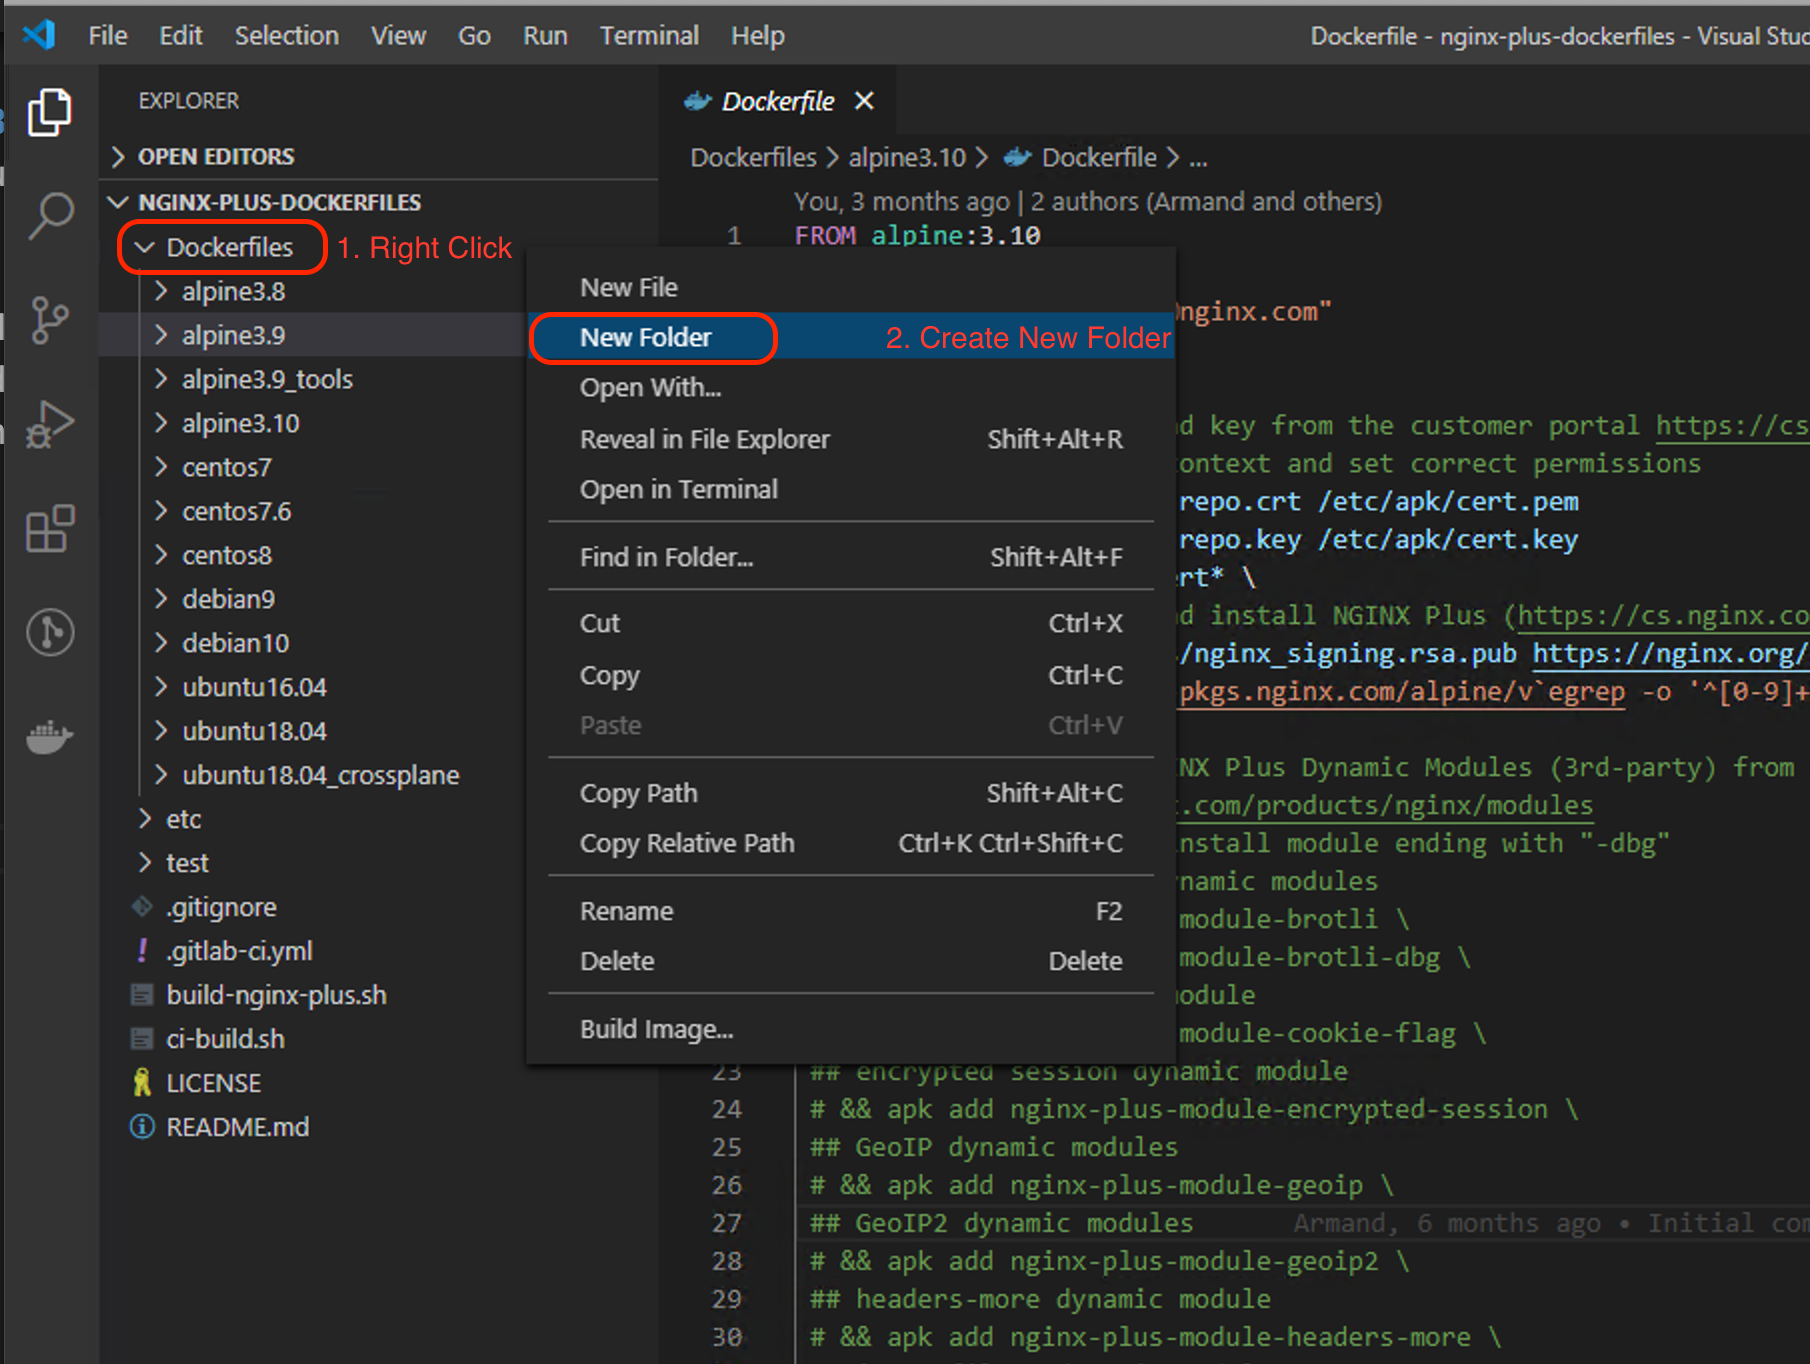 File Edit Selection View Go Run Terminal Help Dockerfile - nginx-plus-dockerfiles - Visual Stud
EXPLORER
OPEN EDITORS
NGINX-PLUS-DOCKERFILES
Dockerfiles 1. Right Click
alpine3.8
alpine3.9
alpine3.9_tools
alpine3.10
centos7
centos7.6
centos8
debian9
debian10
ubuntu16.04
ubuntu18.04
ubuntu18.04_crossplane
etc
test
.gitignore
.gitlab-ci.yml
build-nginx-plus.sh
ci-build.sh
LICENSE
README.md
New File
New Folder 2. Create New Folder
Open With...
Reveal in File Explorer Shift+Alt+R
Open in Terminal
Find in Folder... Shift+Alt+F
Cut Ctrl+X
Copy Ctrl+C
Paste Ctrl+V
Copy Path Shift+Alt+C
Copy Relative Path Ctrl+K Ctrl+Shift+C
Rename F2
Delete Delete
Build Image...
Dockerfile
Dockerfiles > alpine3.10 > Dockerfile > ...
You, 3 months ago | 2 authors (Armand and others)
1 FROM alpine:3.10
nginx.com"
d key from the customer portal https://cs
ontext and set correct permissions
repo.crt /etc/apk/cert.pem
repo.key /etc/apk/cert.key
ert* \
d install NGINX Plus (https://cs.nginx.co
/nginx_signing.rsa.pub https://nginx.org/
pkgs.nginx.com/alpine/v`egrep -o '^[0-9]+
NX Plus Dynamic Modules (3rd-party) from
.com/products/nginx/modules
nstall module ending with "-dbg"
namic modules
module-brotli \
module-brotli-dbg \
odule
module-cookie-flag \
23 ## encrypted session dynamic module
24 # && apk add nginx-plus-module-encrypted-session \
25 ## GeoIP dynamic modules
26 # && apk add nginx-plus-module-geoip \
27 ## GeoIP2 dynamic modules Armand, 6 months ago • Initial com
28 # && apk add nginx-plus-module-geoip2 \
29 ## headers-more dynamic module
30 # && apk add nginx-plus-module-headers-more \